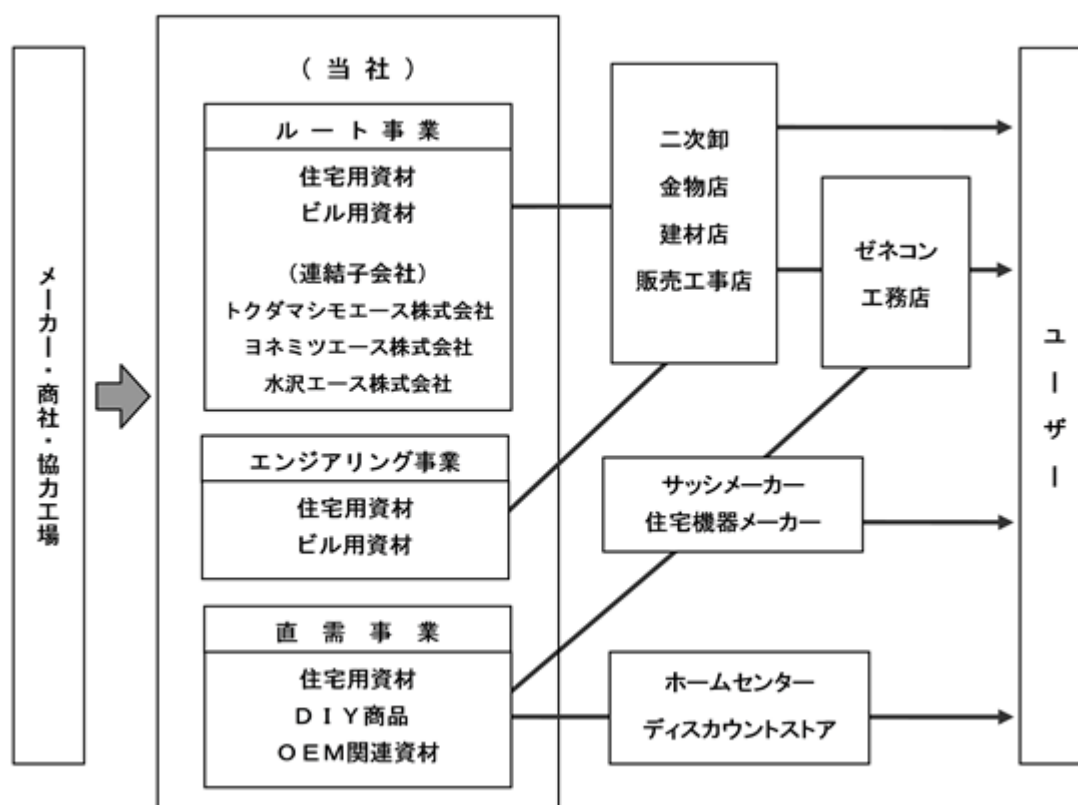 メーカー・商社・協力工場
(当社)
ルート事業
住宅用資材
ビル用資材
(連結子会社)
トクダマシモエース株式会社
ヨネミツエース株式会社
水沢エース株式会社
エンジアリング事業
住宅用資材
ビル用資材
直需事業
住宅用資材
DIY商品
OEM関連資材
二次卸
金物店
建材店
販売工事店
ゼネコン
工務店
サッシメーカー
住宅機器メーカー
ホームセンター
ディスカウントストア
ユーザー